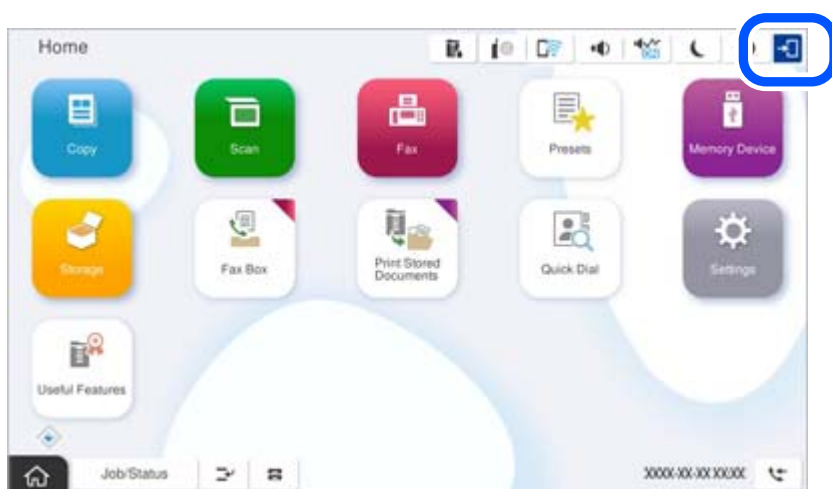 Home
Copy
Scan
Fax
Presets
Memory Device
Storage
Fax Box
Print Stored
Documents
Quick Dial
Settings
Useful Features
Job/Status
XXXX-XX-XX XX:XX